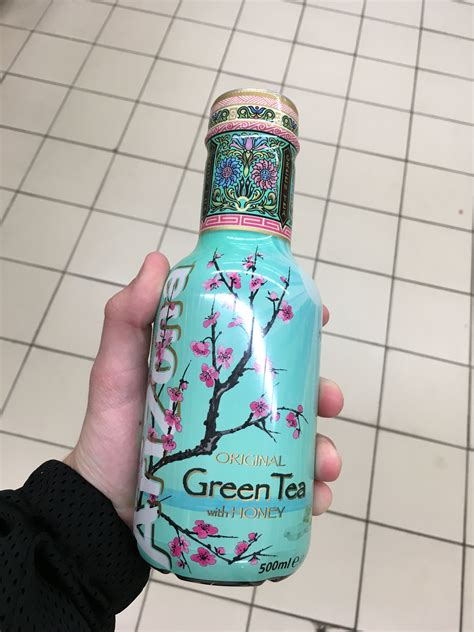 ARIZONA
ORIGINAL
Green Tea
with HONEY
500ml e